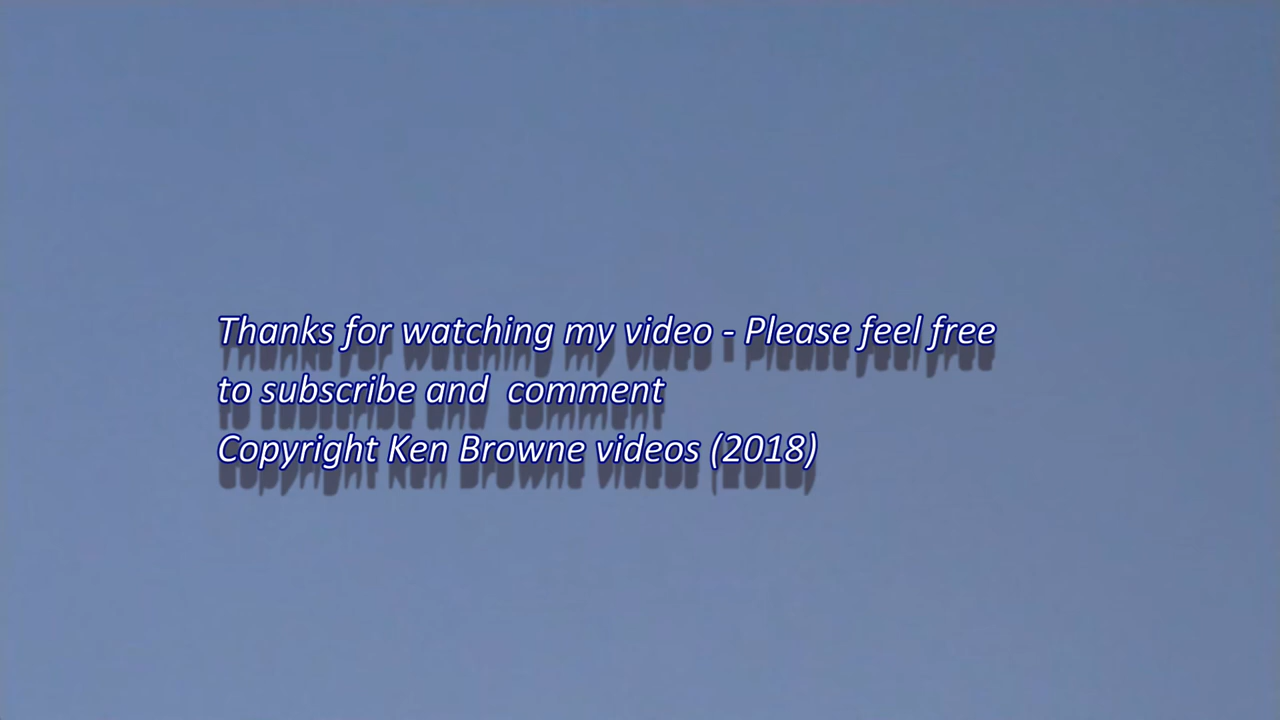 Thanks for watching my video - Please feel free
to subscribe and  comment
Copyright Ken Browne videos (2018)